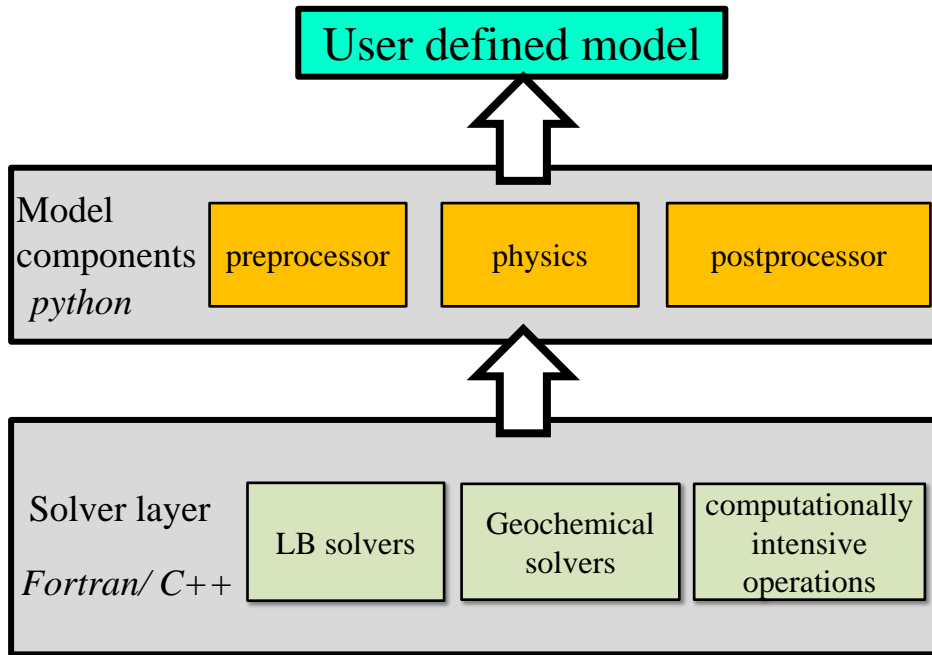 User defined model
Model
components
python
preprocessor
physics
postprocessor
Solver layer
Fortran/ C++
LB solvers
Geochemical
solvers
computationally
intensive
operations